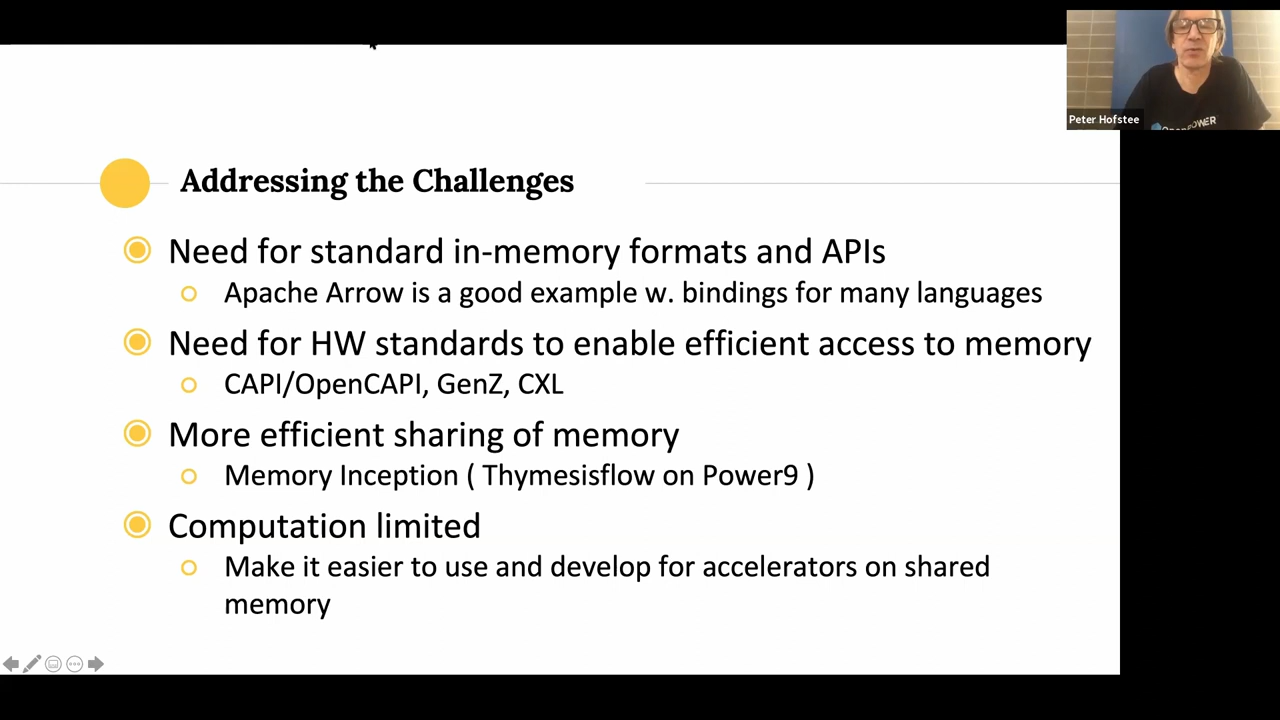 Peter Hofstee
Addressing the Challenges
Need for standard in-memory formats and APIs
Apache Arrow is a good example w. bindings for many languages
Need for HW standards to enable efficient access to memory
CAPI/OpenCAPI, GenZ, CXL
More efficient sharing of memory
Memory Inception ( Thymesisflow on Power9 )
Computation limited
Make it easier to use and develop for accelerators on shared
memory